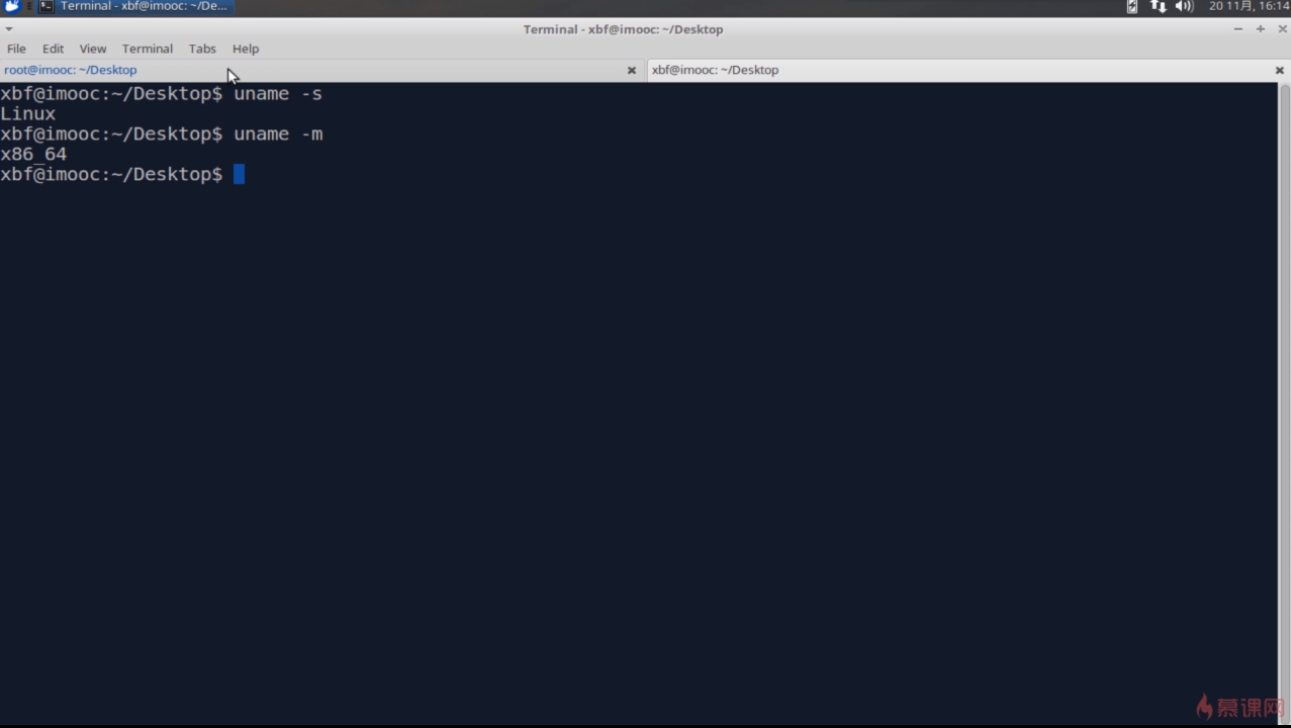 Terminal - xbf@imooc: ~/De...
20 11月, 16:14
Terminal - xbf@imooc: ~/Desktop
File Edit View Terminal Tabs Help
root@imooc: ~/Desktop
xbf@imooc: ~/Desktop
xbf@imooc:~/Desktop$ uname -s
Linux
xbf@imooc:~/Desktop$ uname -m
x86_64
xbf@imooc:~/Desktop$
慕课网